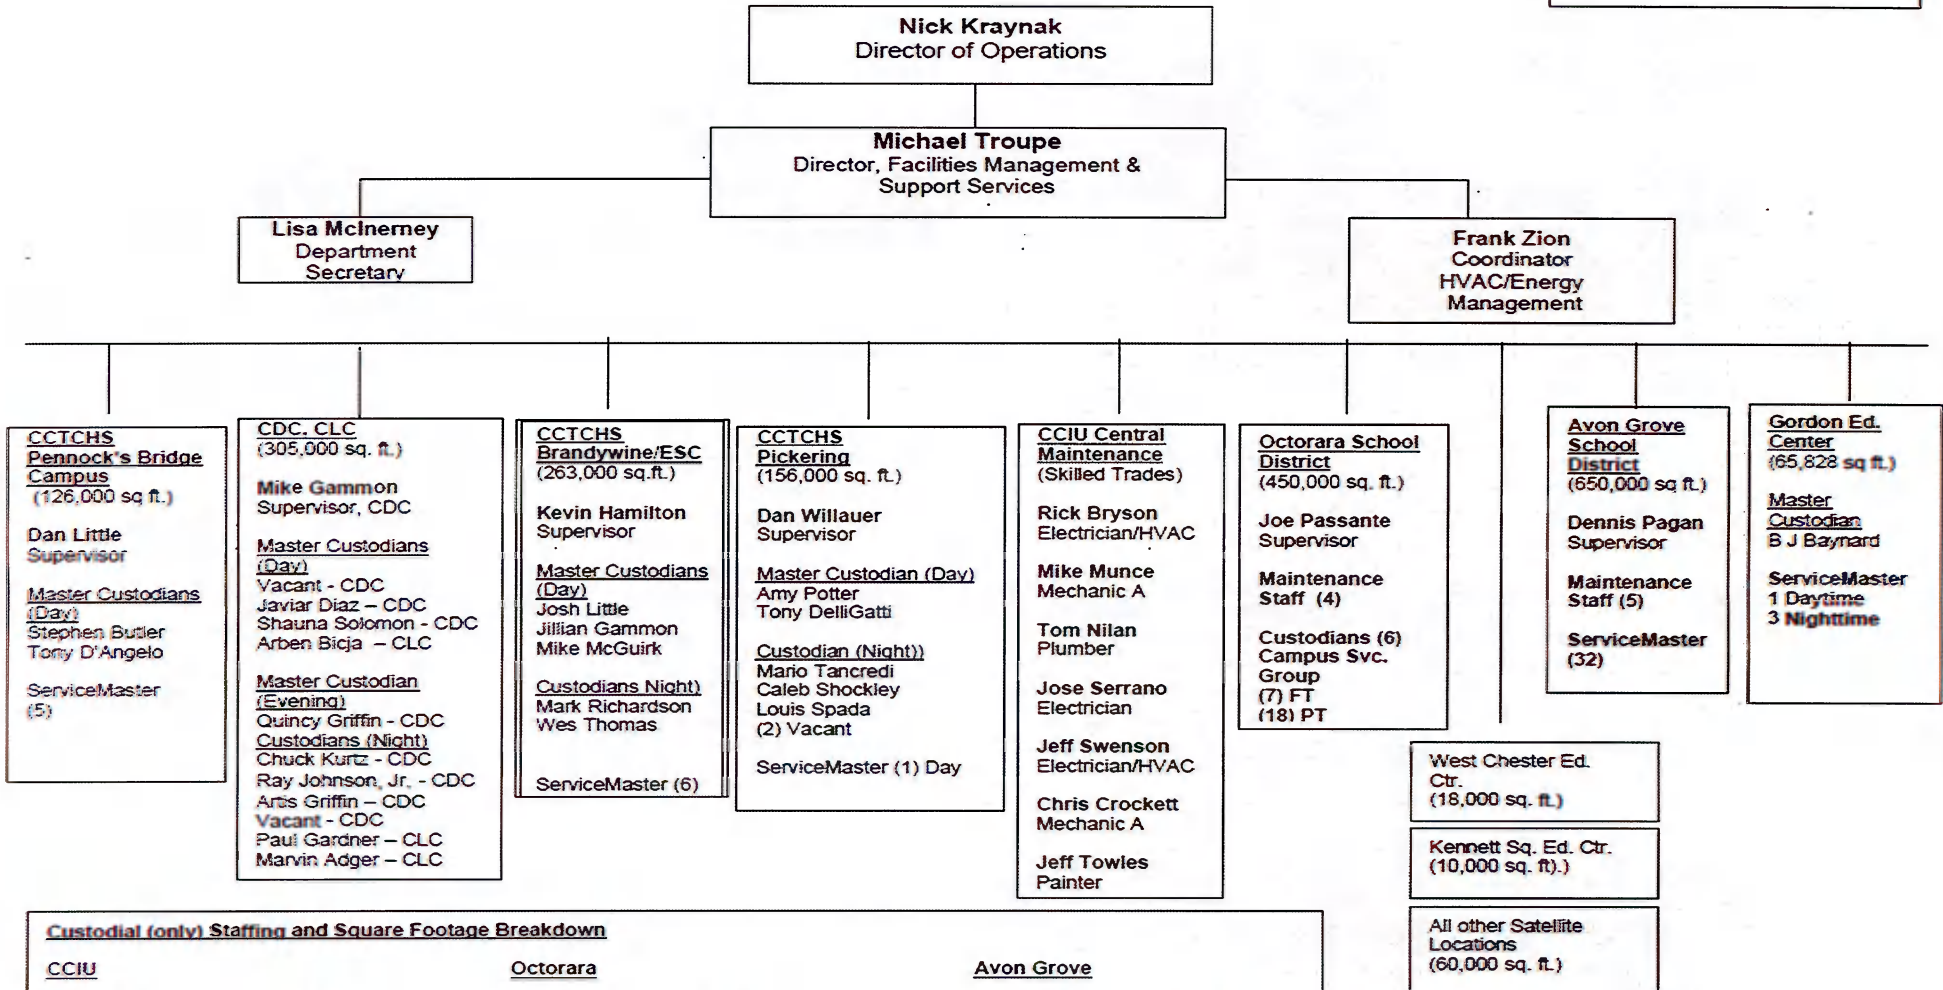 Nick Kraynak
Director of Operations
Michael Troupe
Director, Facilities Management &
Support Services
Lisa McInerney
Department
Secretary
Frank Zion
Coordinator
HVAC/Energy
Management
CCTCHS
Pennock's Bridge
Campus
(126,000 sq ft.)
Dan Little
Supervisor
Master Custodians
(Day)
Stephen Butler
Tony D'Angelo
ServiceMaster
(5)
CDC, CLC
(305,000 sq. ft.)
Mike Gammon
Supervisor, CDC
Master Custodians
(Day)
Vacant - CDC
Javiar Diaz – CDC
Shauna Solomon - CDC
Arben Bicja – CLC
Master Custodian
(Evening)
Quincy Griffin - CDC
Custodians (Night)
Chuck Kurtz - CDC
Ray Johnson, Jr. - CDC
Artis Griffin – CDC
Vacant - CDC
Paul Gardner – CLC
Marvin Adger – CLC
CCTCHS
Brandywine/ESC
(263,000 sq.ft.)
Kevin Hamilton
Supervisor
Master Custodians
(Day)
Josh Little
Jillian Gammon
Mike McGuirk
Custodians Night)
Mark Richardson
Wes Thomas
ServiceMaster (6)
CCTCHS
Pickering
(156,000 sq. ft.)
Dan Willauer
Supervisor
Master Custodian (Day)
Amy Potter
Tony DelliGatti
Custodian (Night))
Mario Tancredi
Caleb Shockley
Louis Spada
(2) Vacant
ServiceMaster (1) Day
CCIU Central
Maintenance
(Skilled Trades)
Rick Bryson
Electrician/HVAC
Mike Munce
Mechanic A
Tom Nilan
Plumber
Jose Serrano
Electrician
Jeff Swenson
Electrician/HVAC
Chris Crockett
Mechanic A
Jeff Towles
Painter
Octorara School
District
(450,000 sq. ft.)
Joe Passante
Supervisor
Maintenance
Staff (4)
Custodians (6)
Campus Svc.
Group
(7) FT
(18) PT
West Chester Ed.
Ctr.
(18,000 sq. ft.)
Kennett Sq. Ed. Ctr.
(10,000 sq. ft).)
All other Satellite
Locations
(60,000 sq. ft.)
Avon Grove
School
District
(650,000 sq ft.)
Dennis Pagan
Supervisor
Maintenance
Staff (5)
ServiceMaster
(32)
Gordon Ed.
Center
(65,828 sq ft.)
Master
Custodian
B J Baynard
ServiceMaster
1 Daytime
3 Nighttime
Custodial (only) Staffing and Square Footage Breakdown
CCIU
Octorara
Avon Grove